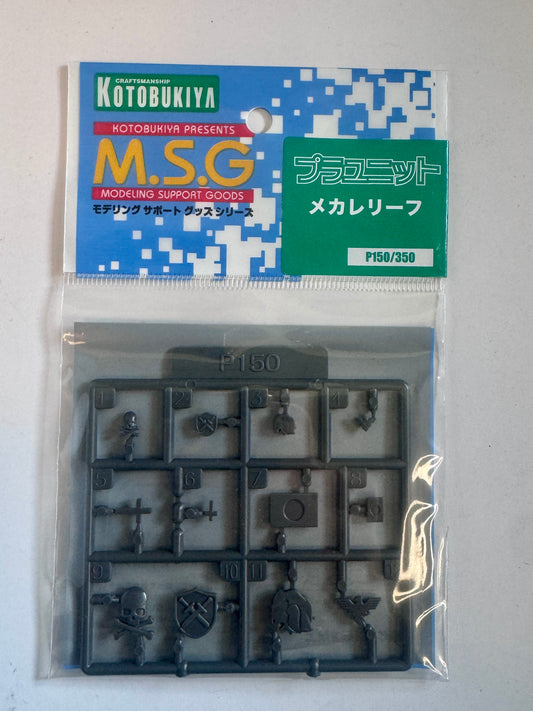 CRAFTSMANSHIP
KOTOBUKIYA
KOTOBUKIYA PRESENTS
M.S.G
MODELING SUPPORT GOODS
モデリング サポート グッズ シリーズ
プラユニット
メカレリーフ
P150/350
P150
1 2 3 4
5 6 7 8
9 10 11